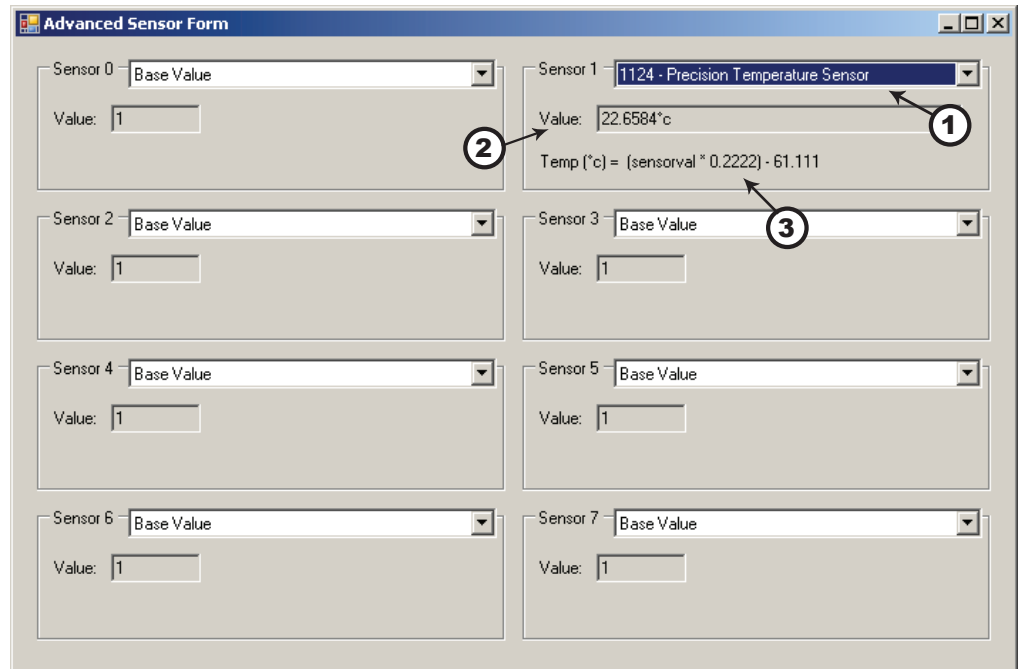 Advanced Sensor Form
Sensor 0 Base Value
Value: 1
Sensor 1 1124 - Precision Temperature Sensor
1
Value: 22.6584°c
2
Temp (°c) = (sensorval * 0.2222) - 61.111
3
Sensor 2 Base Value
Value: 1
Sensor 3 Base Value
Value: 1
Sensor 4 Base Value
Value: 1
Sensor 5 Base Value
Value: 1
Sensor 6 Base Value
Value: 1
Sensor 7 Base Value
Value: 1